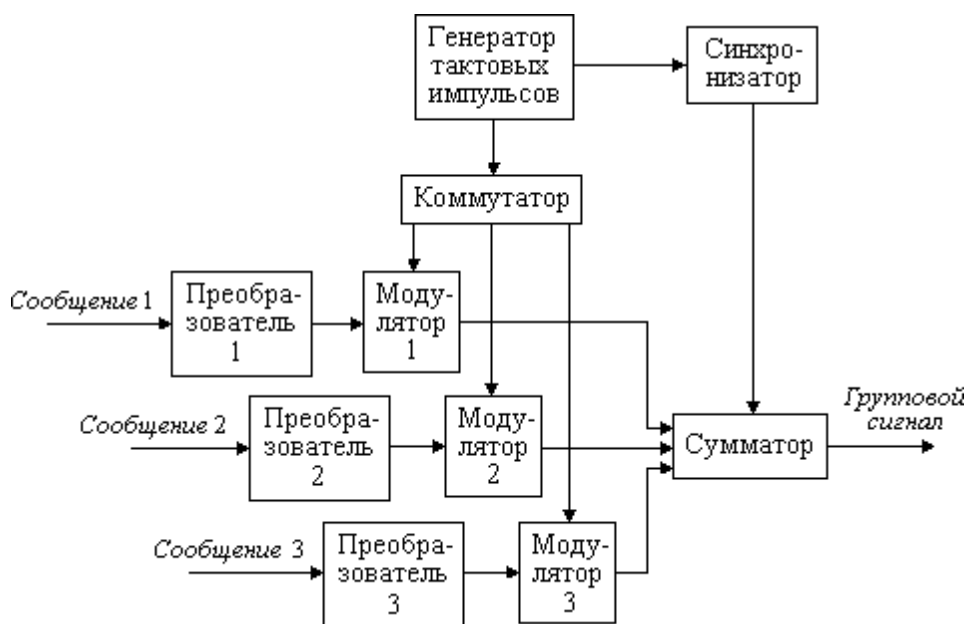 Генератор
тактовых
импульсов
Синхро-
низатор
Коммутатор
Сообщение 1
Преобра-
зователь
1
Моду-
лятор
1
Сообщение 2
Преобра-
зователь
2
Моду-
лятор
2
Сумматор
Групповой
сигнал
Сообщение 3
Преобра-
зователь
3
Моду-
лятор
3